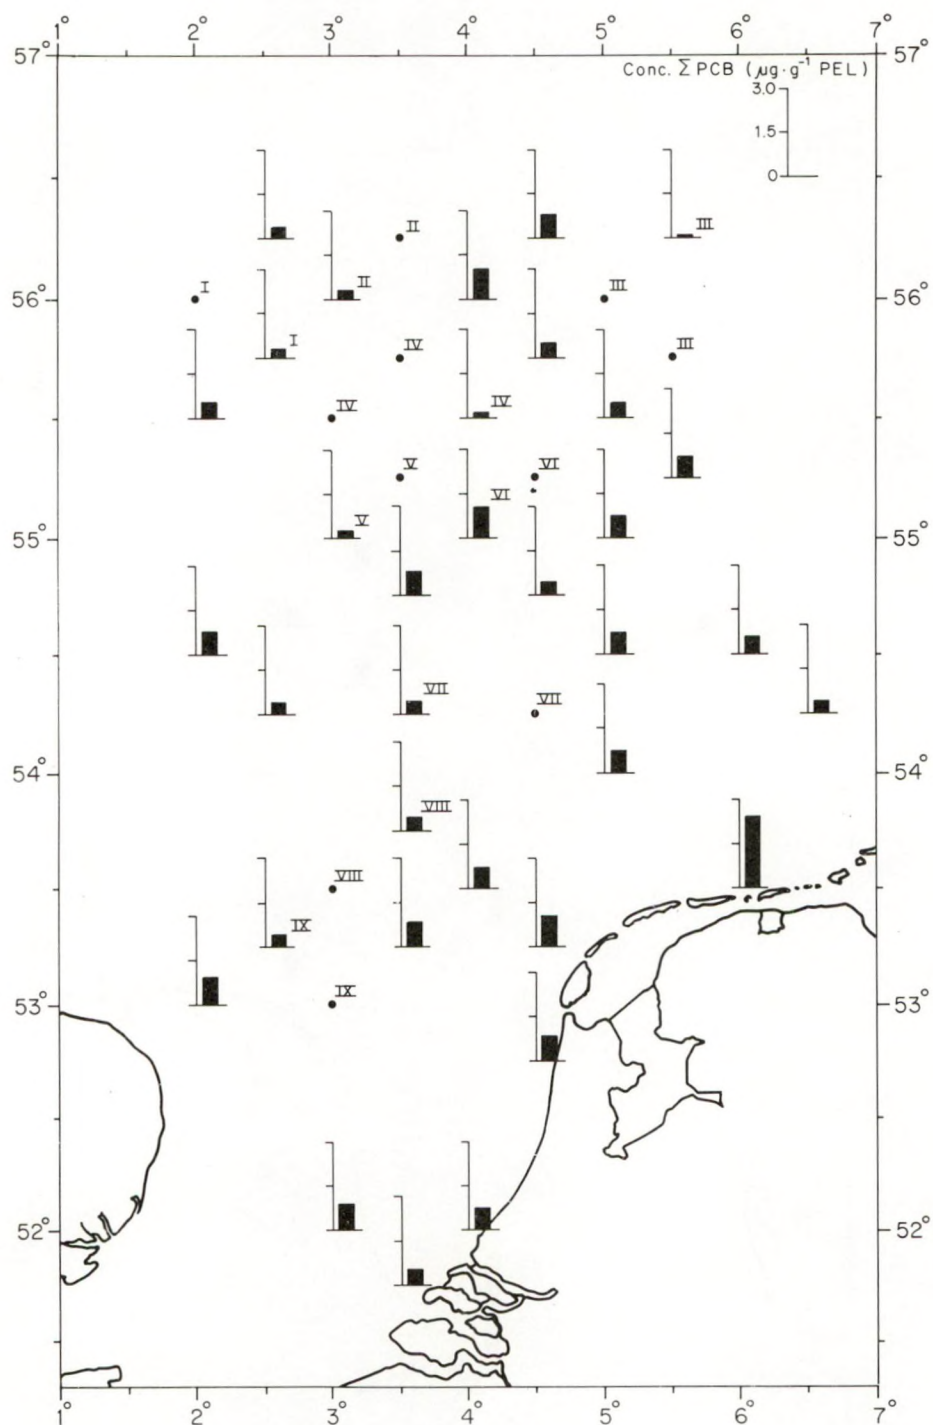 1° 2° 3° 4° 5° 6° 7°
57° 57°
Conc. Σ PCB (µg·g⁻¹ PEL)
3.0
1.5
0
II III
I II III
56° 56°
I IV III
IV IV
V VI
VI
V
55° 55°
VII VII
54° 54°
VIII
VIII
IX
IX
53° 53°
52° 52°
1° 2° 3° 4° 5° 6° 7°